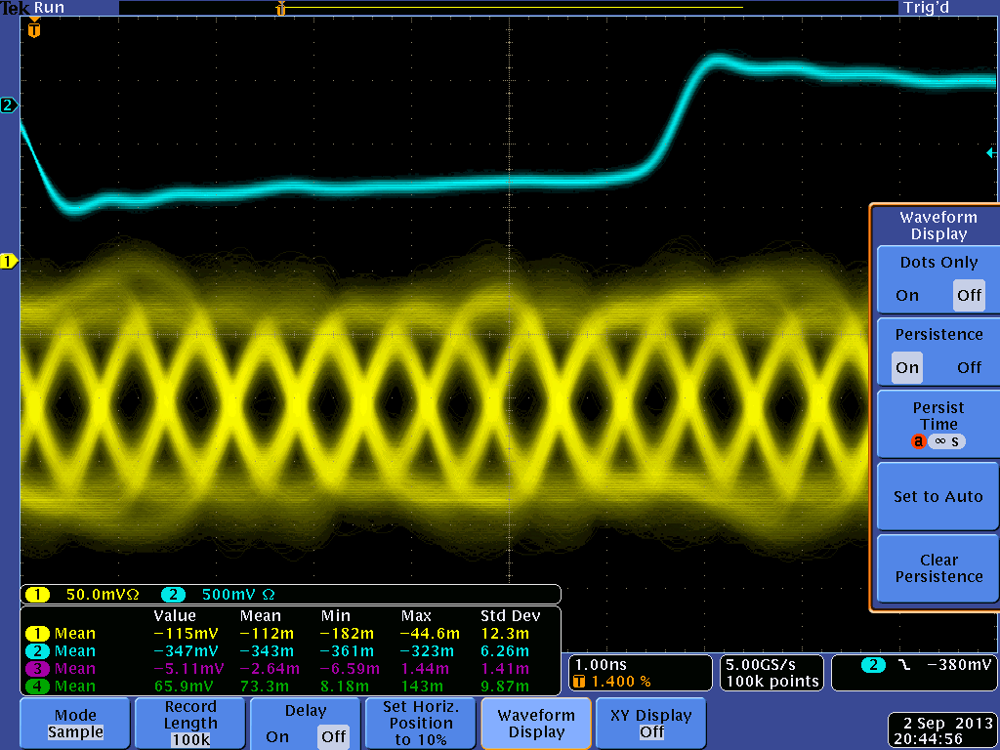 Tek Run Trig'd
T
T
2
1
Waveform
Display
Dots Only
On Off
Persistence
On Off
Persist
Time
a ∞ s
Set to Auto
Clear
Persistence
1 50.0mVΩ 2 500mV Ω
Value Mean Min Max Std Dev
1 Mean −115mV −112m −182m −44.6m 12.3m
2 Mean −347mV −343m −361m −323m 6.26m
3 Mean −5.11mV −2.64m −6.59m 1.44m 1.41m
4 Mean 65.9mV 73.3m 8.18m 143m 9.87m
1.00ns
T 1.400 %
5.00GS/s
100k points
2 −380mV
Mode
Sample
Record
Length
100k
Delay
On Off
Set Horiz.
Position
to 10%
Waveform
Display
XY Display
Off
2 Sep 2013
20:44:56